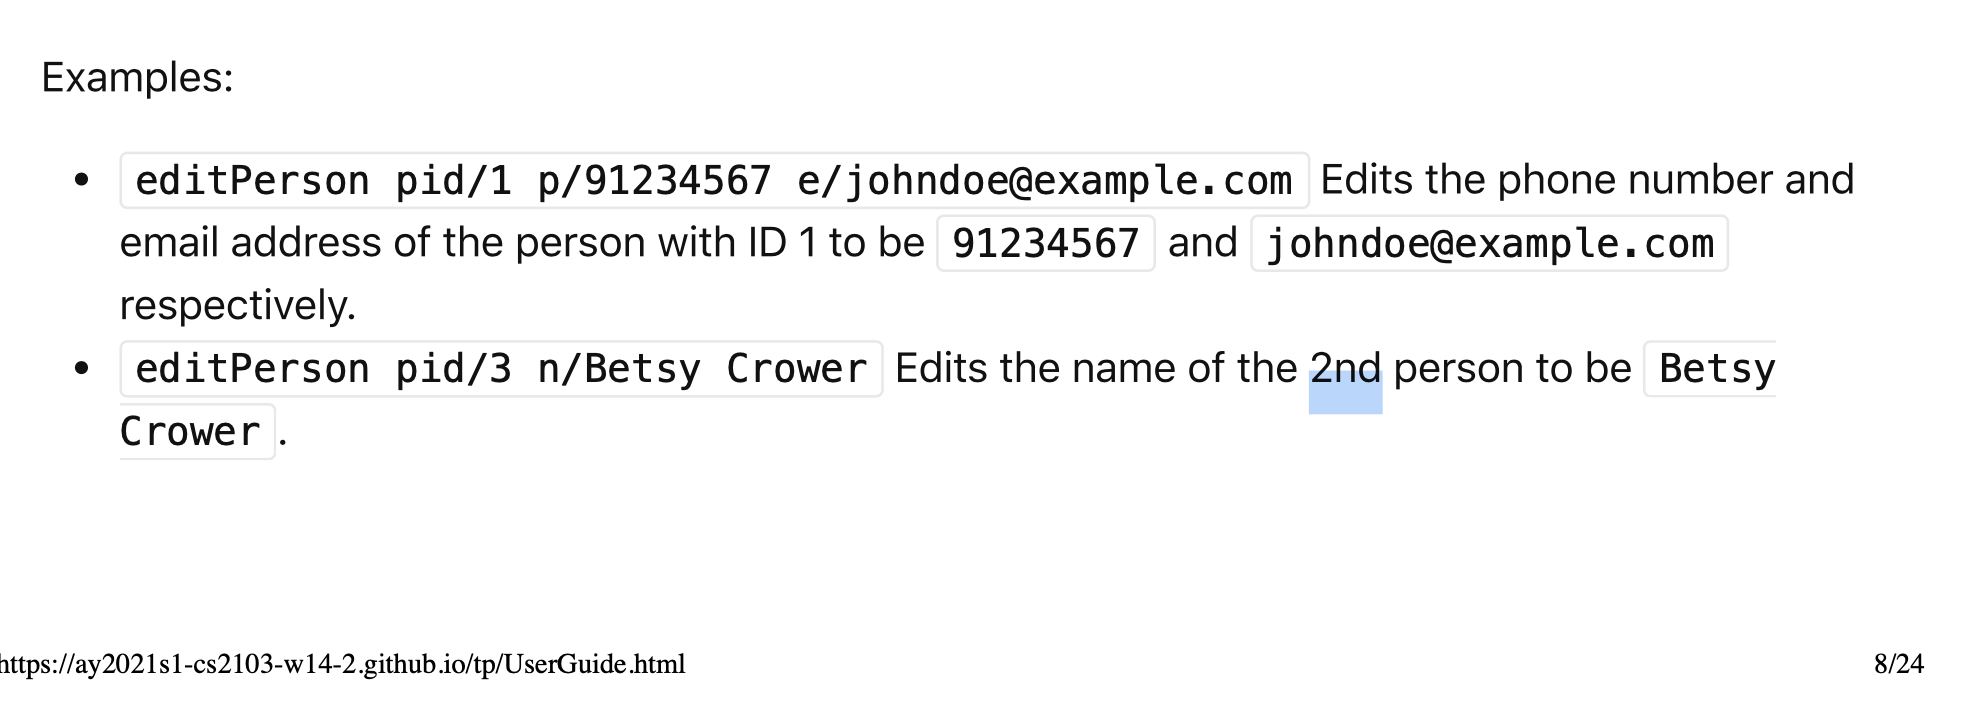 Examples:
• editPerson pid/1 p/91234567 e/johndoe@example.com Edits the phone number and
email address of the person with ID 1 to be 91234567 and johndoe@example.com
respectively.
• editPerson pid/3 n/Betsy Crower Edits the name of the 2nd person to be Betsy
Crower .
https://ay2021s1-cs2103-w14-2.github.io/tp/UserGuide.html 8/24